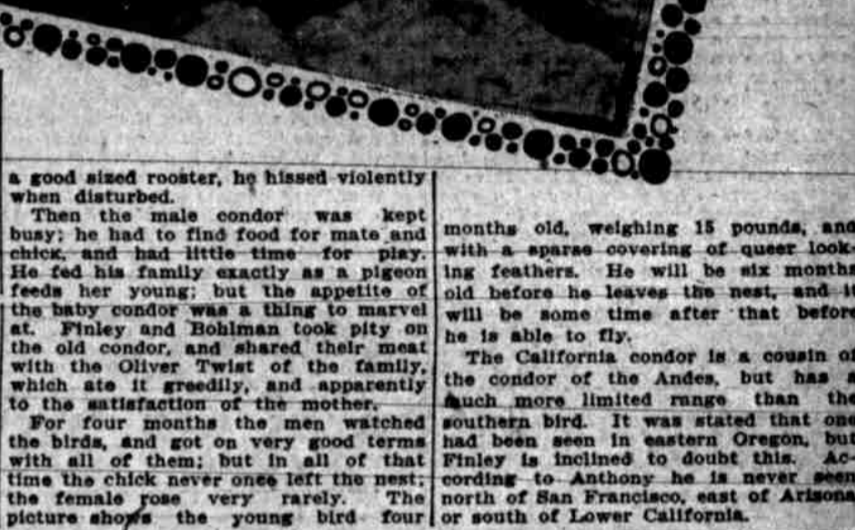 a good sized rooster, he hissed violently
when disturbed.
Then the male condor was kept
busy; he had to find food for mate and
chick, and had little time for play.
He fed his family exactly as a pigeon
feeds her young; but the appetite of
the baby condor was a thing to marvel
at. Finley and Bohlman took pity on
the old condor, and shared their meat
with the Oliver Twist of the family,
which ate it greedily, and apparently
to the satisfaction of the mother.
For four months the men watched
the birds, and got on very good terms
with all of them; but in all of that
time the chick never once left the nest;
the female rose very rarely. The
picture shows the young bird four
months old, weighing 15 pounds, and
with a sparse covering of queer look-
ing feathers. He will be six months
old before he leaves the nest, and it
will be some time after that before
he is able to fly.
The California condor is a cousin of
the condor of the Andes, but has a
much more limited range than the
southern bird. It was stated that one
had been seen in eastern Oregon, but
Finley is inclined to doubt this. Ac-
cording to Anthony he is never seen
north of San Francisco, east of Arizona
or south of Lower California.